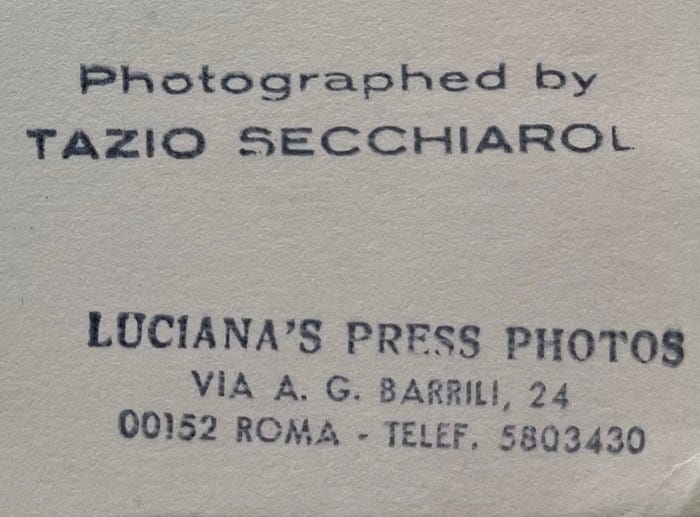 Photographed by
TAZIO SECCHIAROL
LUCIANA'S PRESS PHOTOS
VIA A. G. BARRILI, 24
00152 ROMA - TELEF. 5803430